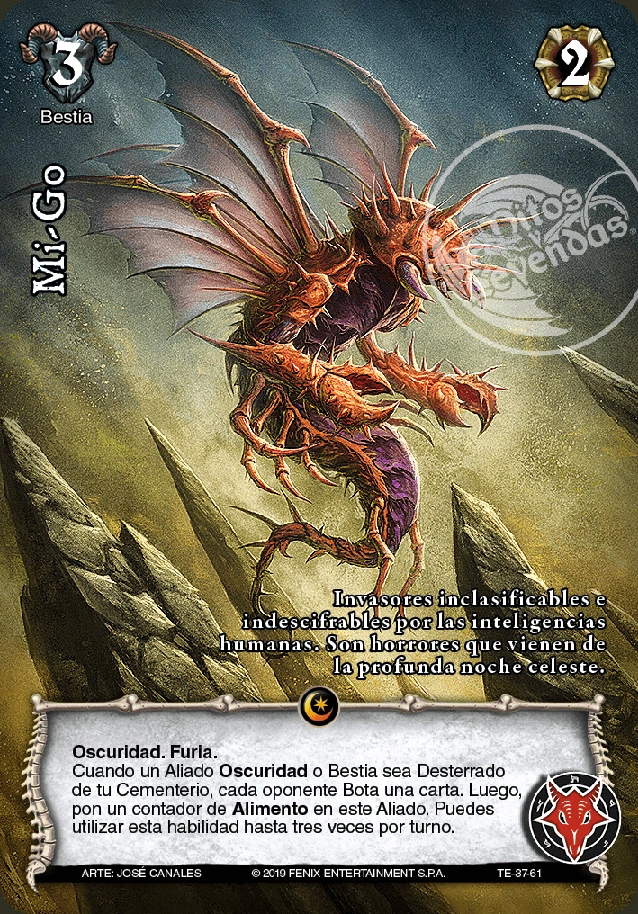 3
2
Bestia
Mi-Go
Mitos
y
Leyendas®
Invasores inclasificables e
indescifrables por las inteligencias
humanas. Son horrores que vienen de
la profunda noche celeste.
Oscuridad. Furia.
Cuando un Aliado Oscuridad o Bestia sea Desterrado
de tu Cementerio, cada oponente Bota una carta. Luego,
pon un contador de Alimento en este Aliado. Puedes
utilizar esta habilidad hasta tres veces por turno.
ARTE: JOSÉ CANALES © 2019 FENIX ENTERTAINMENT S.P.A. TE-37-61